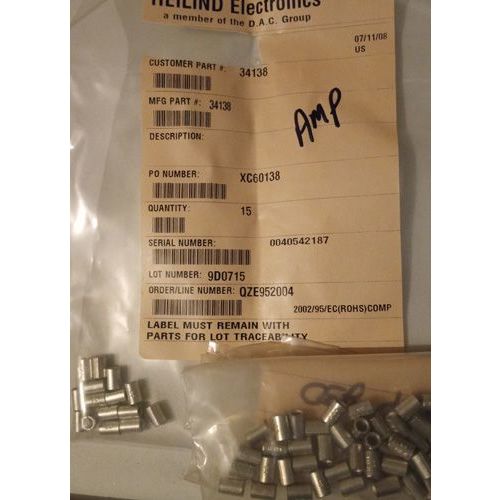 HEILIND Electronics
a member of the D.A.C. Group
07/11/08
US
CUSTOMER PART #: 34138
MFG PART #: 34138
AMP
DESCRIPTION:
PO NUMBER: XC60138
QUANTITY: 15
SERIAL NUMBER: 0040542187
LOT NUMBER: 9D0715
ORDER/LINE NUMBER: QZE952004
2002/95/EC(ROHS)COMP
LABEL MUST REMAIN WITH
PARTS FOR LOT TRACEABILITY